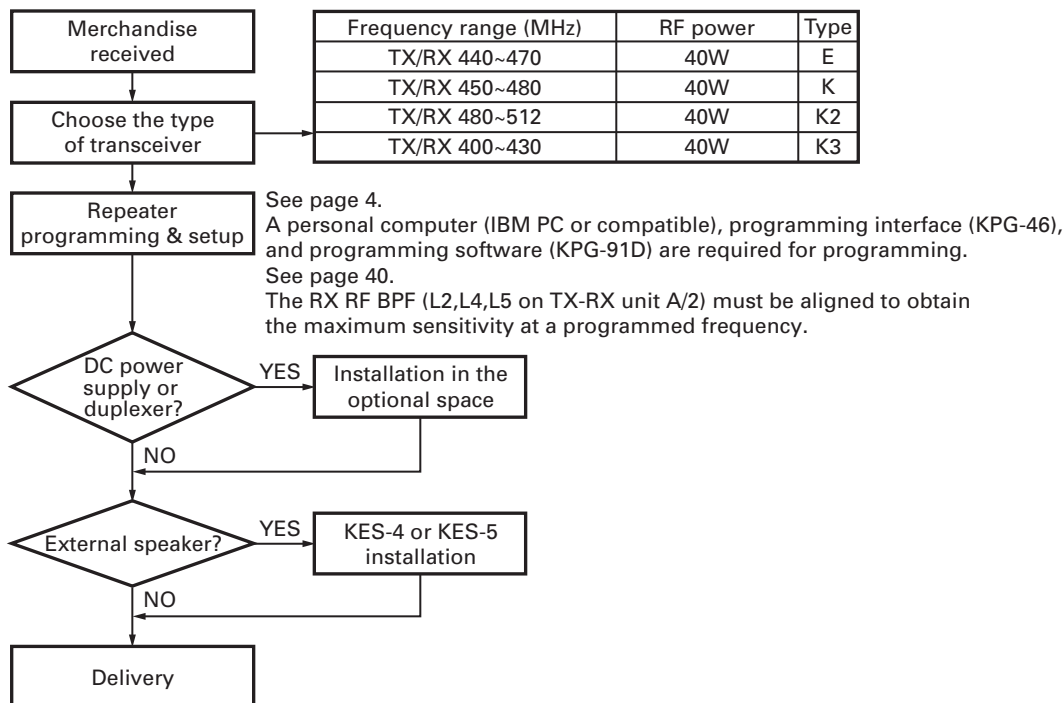 Merchandise
received
Frequency range (MHz) RF power Type
TX/RX 440~470 40W E
TX/RX 450~480 40W K
TX/RX 480~512 40W K2
TX/RX 400~430 40W K3
Choose the type
of transceiver
Repeater
programming & setup
See page 4.
A personal computer (IBM PC or compatible), programming interface (KPG-46),
and programming software (KPG-91D) are required for programming.
See page 40.
The RX RF BPF (L2,L4,L5 on TX-RX unit A/2) must be aligned to obtain
the maximum sensitivity at a programmed frequency.
DC power
supply or
duplexer?
YES
Installation in the
optional space
NO
External speaker?
YES
KES-4 or KES-5
installation
NO
Delivery